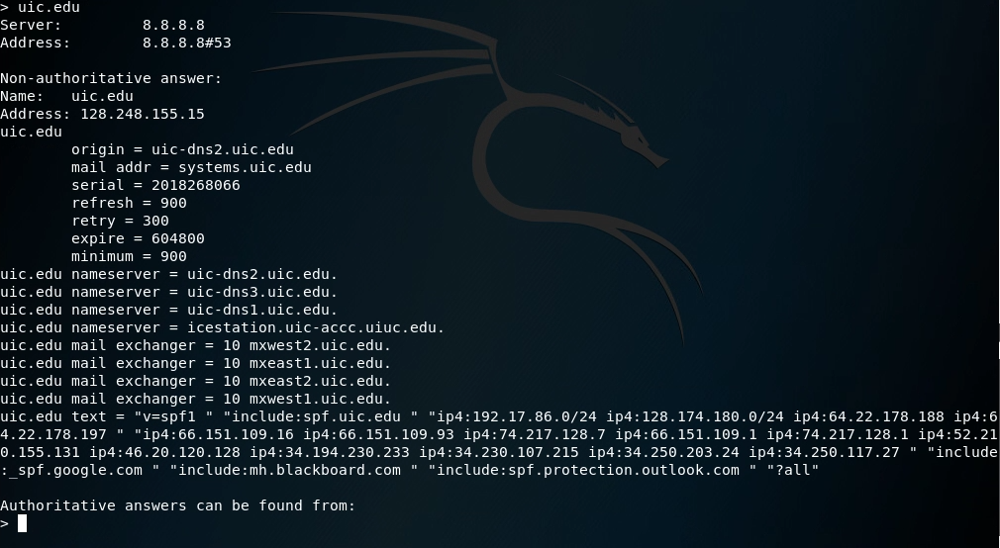 > uic.edu
Server:         8.8.8.8
Address:        8.8.8.8#53
Non-authoritative answer:
Name:   uic.edu
Address: 128.248.155.15
uic.edu
        origin = uic-dns2.uic.edu
        mail addr = systems.uic.edu
        serial = 2018268066
        refresh = 900
        retry = 300
        expire = 604800
        minimum = 900
uic.edu nameserver = uic-dns2.uic.edu.
uic.edu nameserver = uic-dns3.uic.edu.
uic.edu nameserver = uic-dns1.uic.edu.
uic.edu nameserver = icestation.uic-accc.uiuc.edu.
uic.edu mail exchanger = 10 mxwest2.uic.edu.
uic.edu mail exchanger = 10 mxeast1.uic.edu.
uic.edu mail exchanger = 10 mxeast2.uic.edu.
uic.edu mail exchanger = 10 mxwest1.uic.edu.
uic.edu text = "v=spf1 " "include:spf.uic.edu " "ip4:192.17.86.0/24 ip4:128.174.180.0/24 ip4:64.22.178.188 ip4:6
4.22.178.197 " "ip4:66.151.109.16 ip4:66.151.109.93 ip4:74.217.128.7 ip4:66.151.109.1 ip4:74.217.128.1 ip4:52.21
0.155.131 ip4:46.20.120.128 ip4:34.194.230.233 ip4:34.230.107.215 ip4:34.250.203.24 ip4:34.250.117.27 " "include
:_spf.google.com " "include:mh.blackboard.com " "include:spf.protection.outlook.com " "?all"
Authoritative answers can be found from:
>